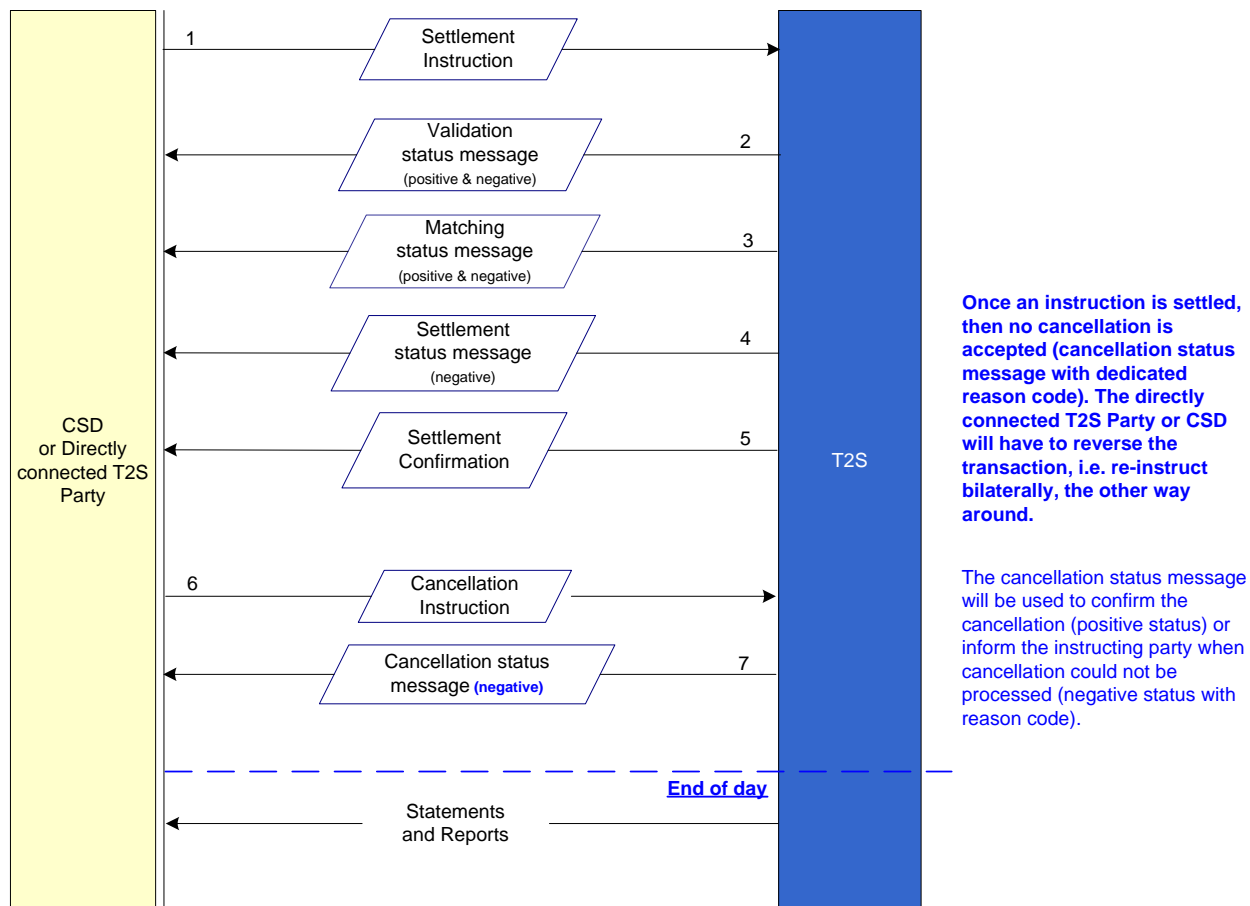 1
Settlement
Instruction
Validation
status message
(positive & negative)
2
Matching
status message
(positive & negative)
3
Settlement
status message
(negative)
4
Settlement
Confirmation
5
CSD
or Directly
connected T2S
Party
T2S
6
Cancellation
Instruction
Cancellation status
message (negative)
7
End of day
Statements
and Reports
Once an instruction is settled,
then no cancellation is
accepted (cancellation status
message with dedicated
reason code). The directly
connected T2S Party or CSD
will have to reverse the
transaction, i.e. re-instruct
bilaterally, the other way
around.
The cancellation status message
will be used to confirm the
cancellation (positive status) or
inform the instructing party when
cancellation could not be
processed (negative status with
reason code).